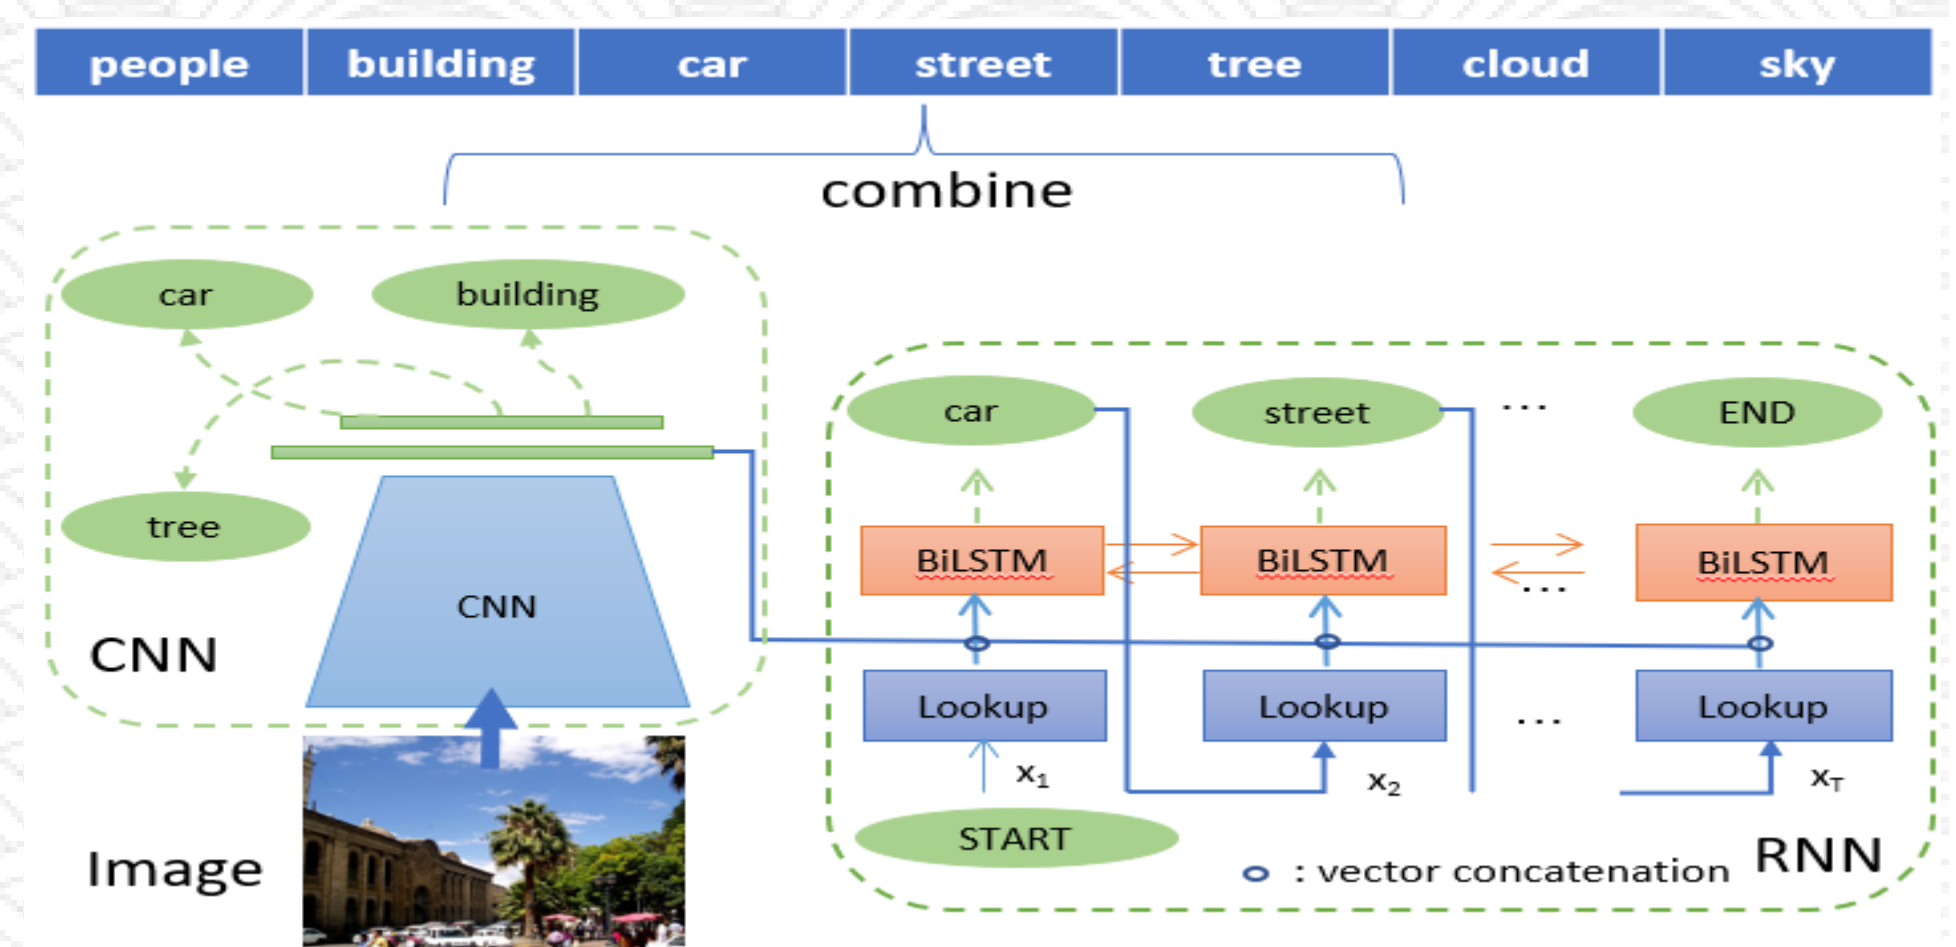 people building car street tree cloud sky
combine
car building
tree
CNN
CNN
car street ... END
BiLSTM BiLSTM ... BiLSTM
Lookup Lookup ... Lookup
x1 x2 xT
START
: vector concatenation
RNN
Image